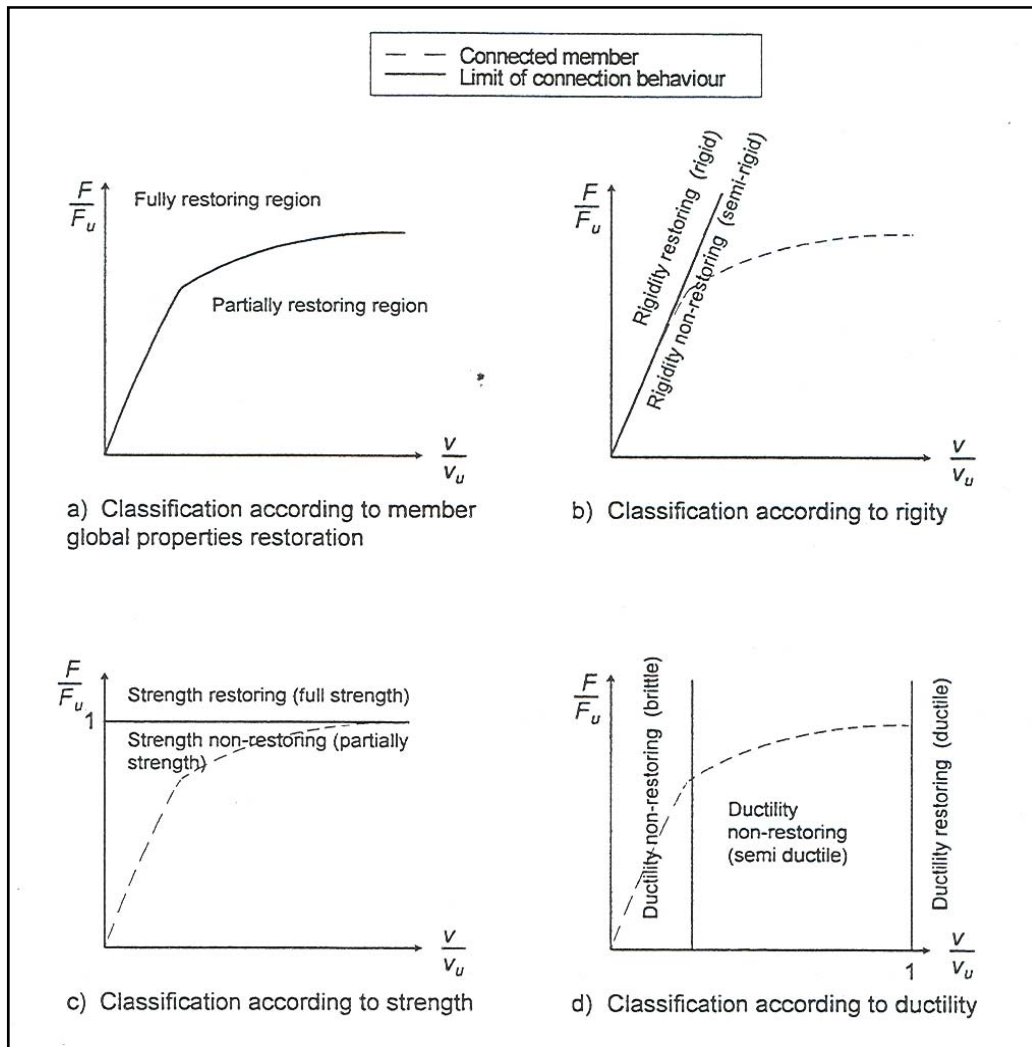 Connected member
Limit of connection behaviour
F
F_u
Fully restoring region
Partially restoring region
v
v_u
a) Classification according to member
global properties restoration
F
F_u
Rigidity restoring (rigid)
Rigidity non-restoring (semi-rigid)
v
v_u
b) Classification according to rigity
F
F_u
1
Strength restoring (full strength)
Strength non-restoring (partially
strength)
v
v_u
c) Classification according to strength
F
F_u
Ductility non-restoring (brittle)
Ductility
non-restoring
(semi ductile)
Ductility restoring (ductile)
1
v
v_u
d) Classification according to ductility